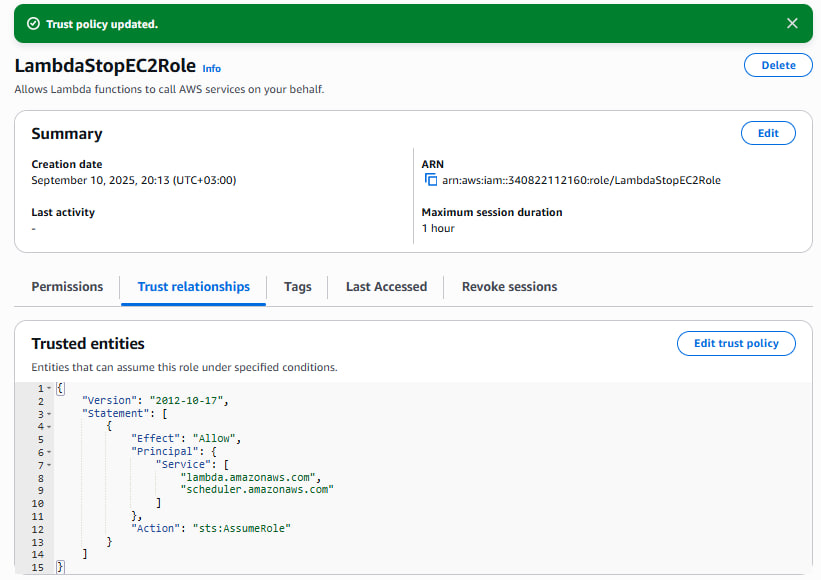 Trust policy updated.
LambdaStopEC2Role Info
Delete
Allows Lambda functions to call AWS services on your behalf.
Summary
Edit
Creation date
September 10, 2025, 20:13 (UTC+03:00)
ARN
arn:aws:iam::340822112160:role/LambdaStopEC2Role
Last activity
-
Maximum session duration
1 hour
Permissions
Trust relationships
Tags
Last Accessed
Revoke sessions
Trusted entities
Edit trust policy
Entities that can assume this role under specified conditions.
1 {
2 "Version": "2012-10-17",
3 "Statement": [
4 {
5 "Effect": "Allow",
6 "Principal": {
7 "Service": [
8 "lambda.amazonaws.com",
9 "scheduler.amazonaws.com"
10 ]
11 },
12 "Action": "sts:AssumeRole"
13 }
14 ]
15 }